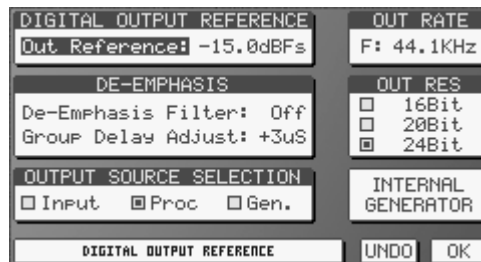 DIGITAL OUTPUT REFERENCE
Out Reference: -15.0dBFs
OUT RATE
F: 44.1KHz
DE-EMPHASIS
De-Emphasis Filter: Off
Group Delay Adjust: +3uS
OUT RES
16Bit
20Bit
24Bit
OUTPUT SOURCE SELECTION
Input Proc Gen.
INTERNAL
GENERATOR
DIGITAL OUTPUT REFERENCE
UNDO OK